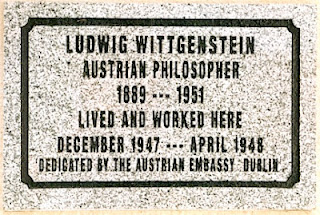 LUDWIG WITTGENSTEIN
AUSTRIAN PHILOSOPHER
1889 --- 1951
LIVED AND WORKED HERE
DECEMBER 1947 --- APRIL 1948
DEDICATED BY THE AUSTRIAN EMBASSY DUBLIN